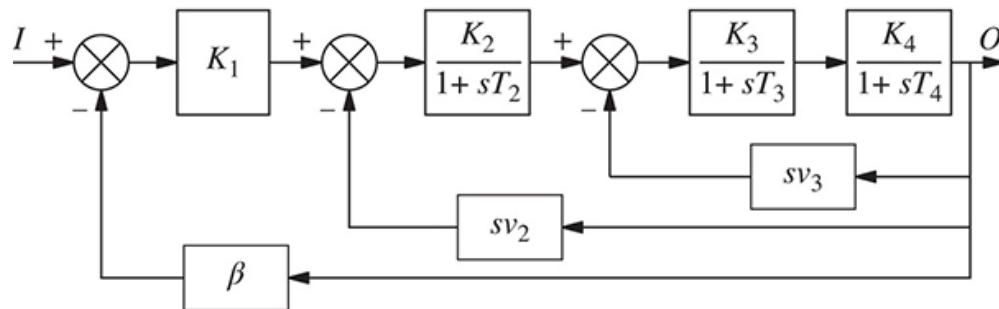 I + − K₁ + − K₂ + − K₃ K₄ O
1 + sT₂ 1 + sT₃ 1 + sT₄
sv₃
sv₂
β